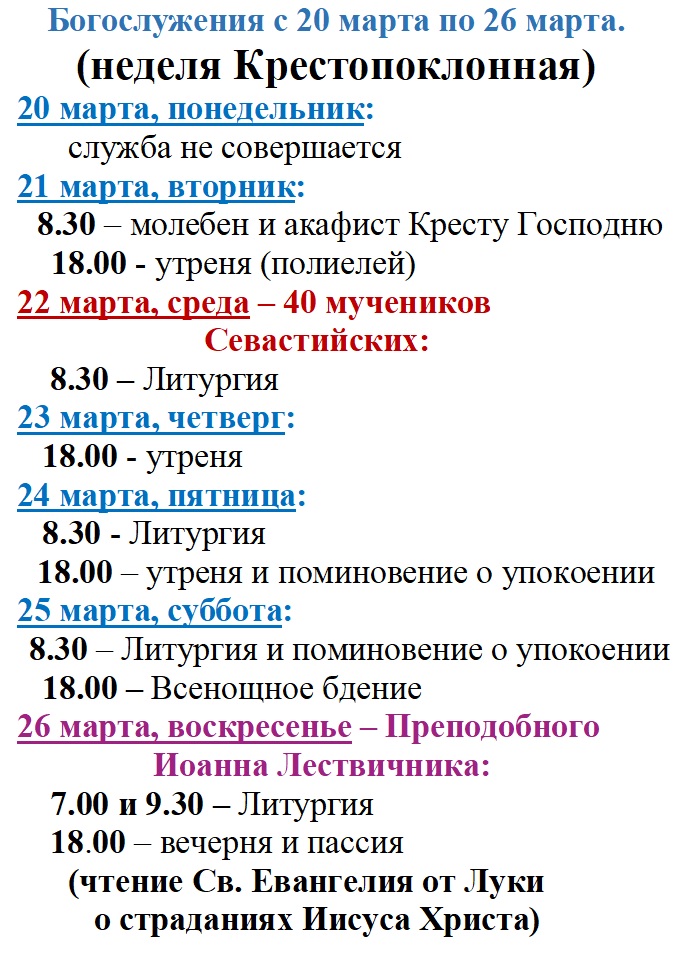 Богослужения с 20 марта по 26 марта.
(неделя Крестопоклонная)
20 марта, понедельник:
служба не совершается
21 марта, вторник:
8.30 – молебен и акафист Кресту Господню
18.00 - утреня (полиелей)
22 марта, среда – 40 мучеников
Севастийских:
8.30 – Литургия
23 марта, четверг:
18.00 - утреня
24 марта, пятница:
8.30 - Литургия
18.00 – утреня и поминовение о упокоении
25 марта, суббота:
8.30 – Литургия и поминовение о упокоении
18.00 – Всенощное бдение
26 марта, воскресенье – Преподобного
Иоанна Лествичника:
7.00 и 9.30 – Литургия
18.00 – вечерня и пассия
(чтение Св. Евангелия от Луки
о страданиях Иисуса Христа)